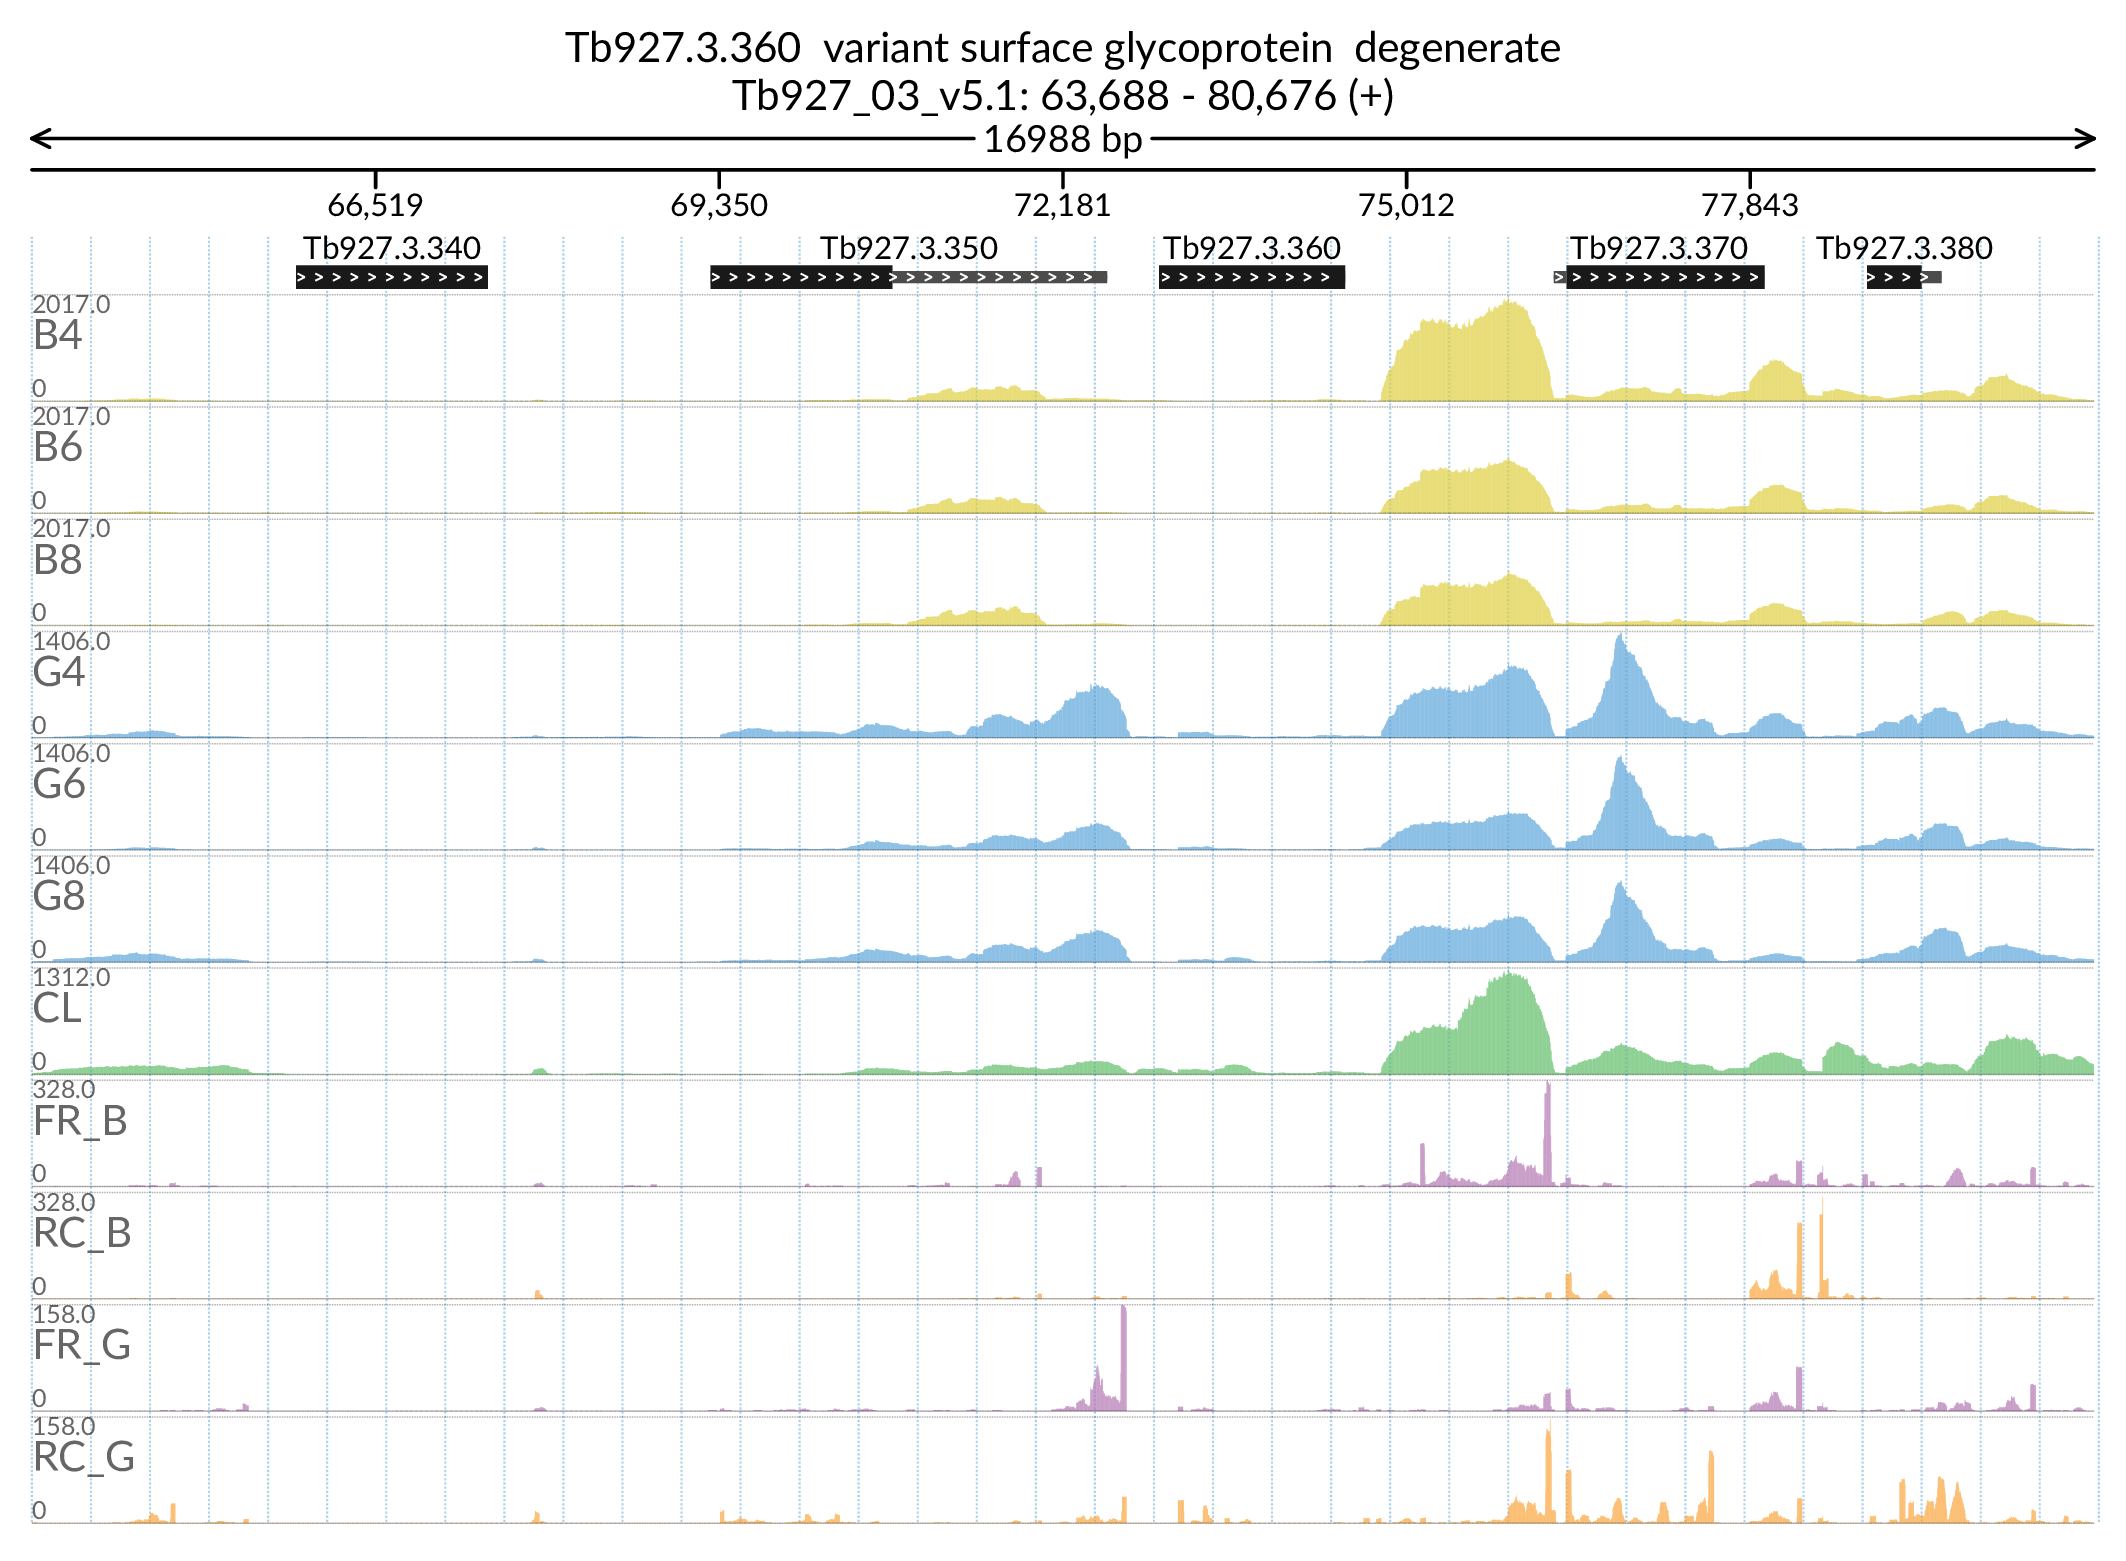 Tb927.3.360 variant surface glycoprotein degenerate
Tb927_03_v5.1: 63,688 - 80,676 (+)
16988 bp
66,519 69,350 72,181 75,012 77,843
Tb927.3.340 Tb927.3.350 Tb927.3.360 Tb927.3.370 Tb927.3.380
2017.0
B4
0
2017.0
B6
0
2017.0
B8
0
1406.0
G4
0
1406.0
G6
0
1406.0
G8
0
1312.0
CL
0
328.0
FR_B
0
328.0
RC_B
0
158.0
FR_G
0
158.0
RC_G
0